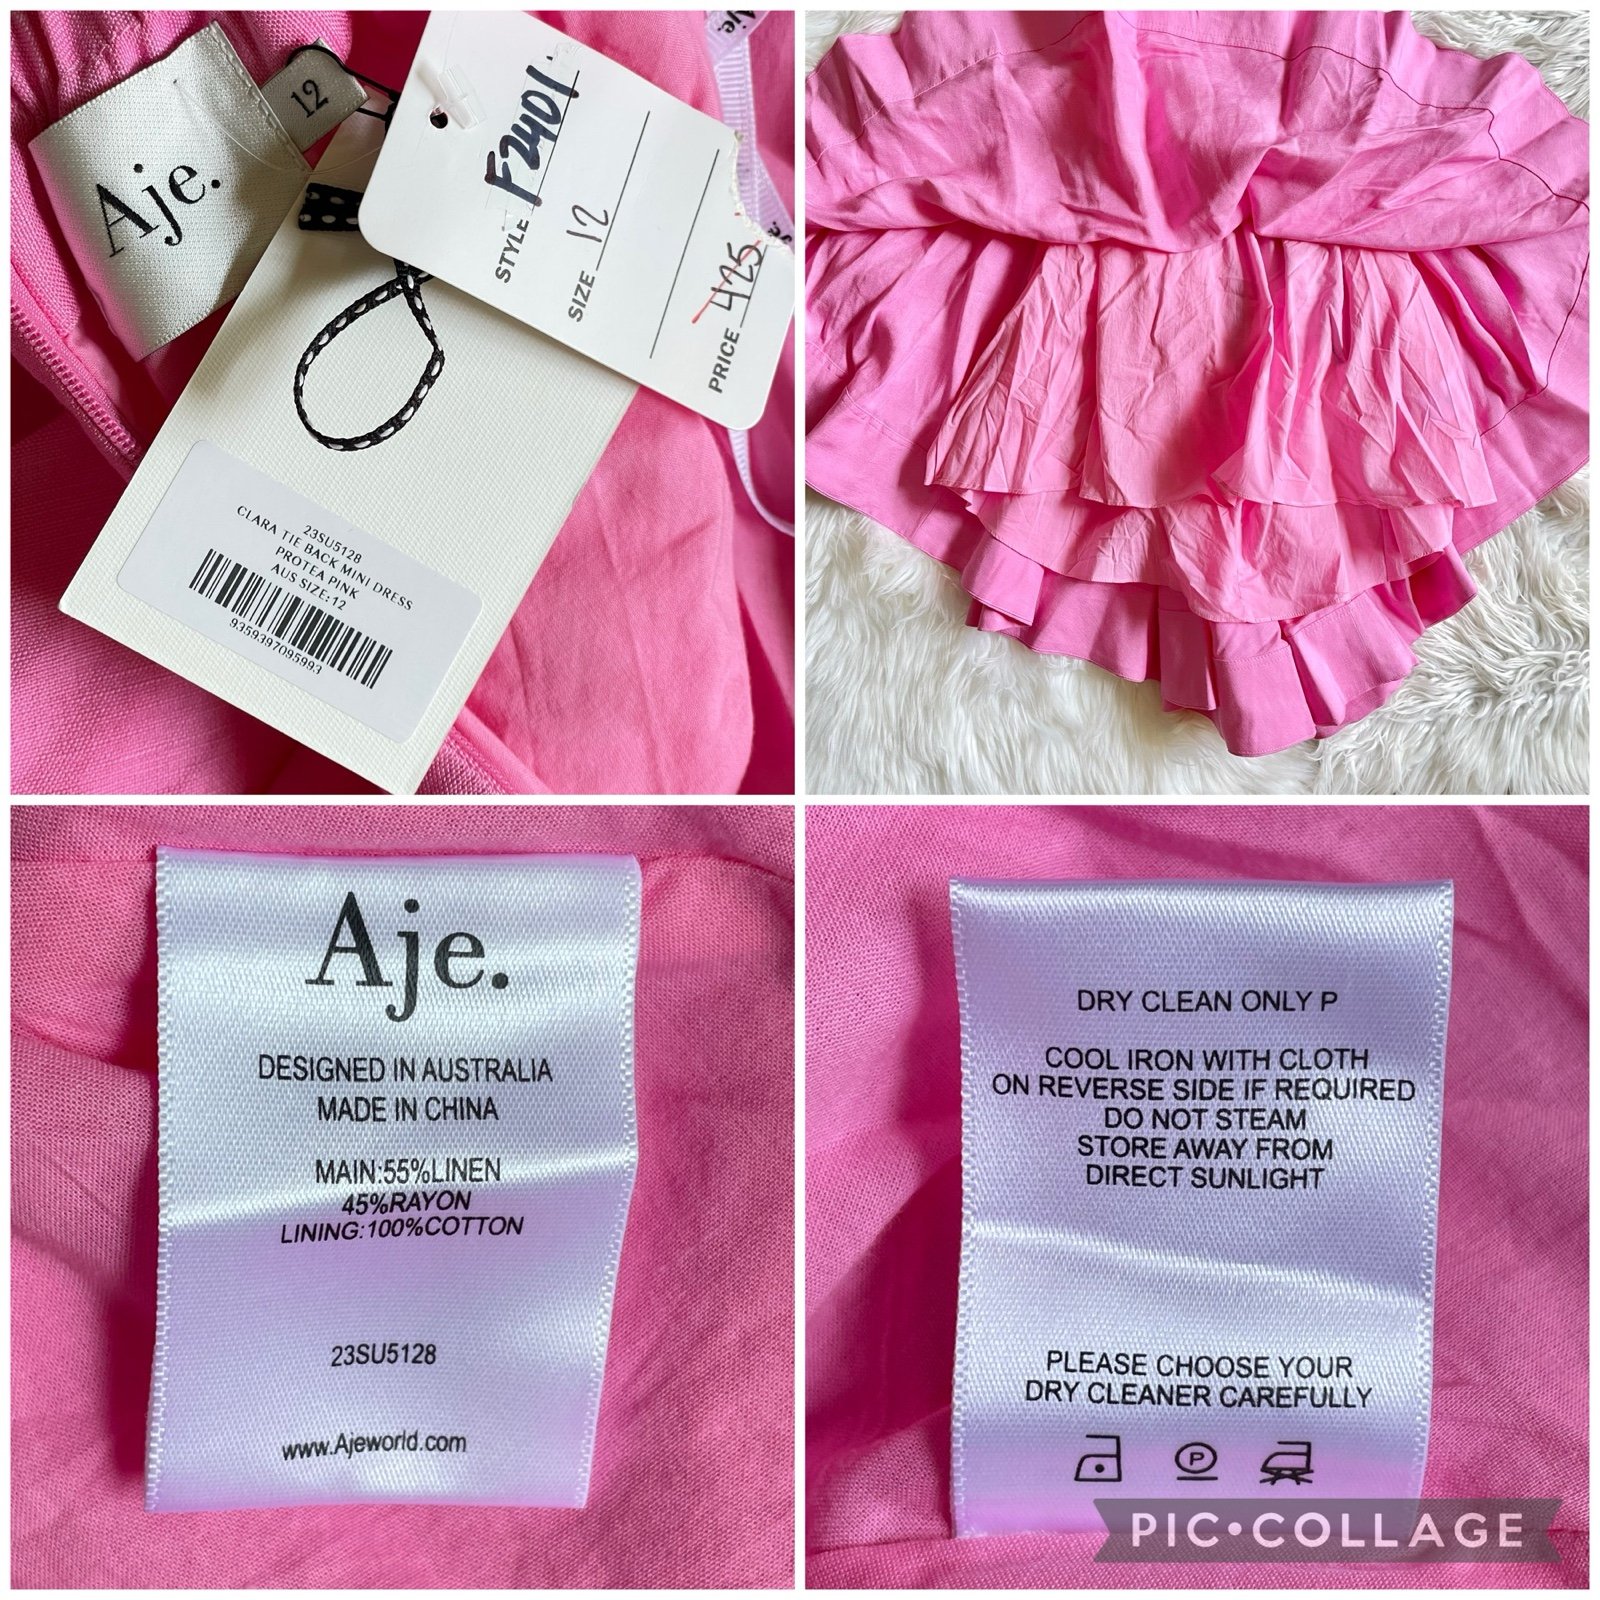 Aje.
12
Aje.
STYLE F2401
SIZE 12
PRICE 425
23SU5128
CLARA TIE BACK MINI DRESS
PROTEA PINK
AUS SIZE:12
9359397095993
Aje.
DESIGNED IN AUSTRALIA
MADE IN CHINA
MAIN:55%LINEN
45%RAYON
LINING:100%COTTON
23SU5128
www.Ajeworld.com
DRY CLEAN ONLY P
COOL IRON WITH CLOTH
ON REVERSE SIDE IF REQUIRED
DO NOT STEAM
STORE AWAY FROM
DIRECT SUNLIGHT
PLEASE CHOOSE YOUR
DRY CLEANER CAREFULLY
P
PIC•COLLAGE